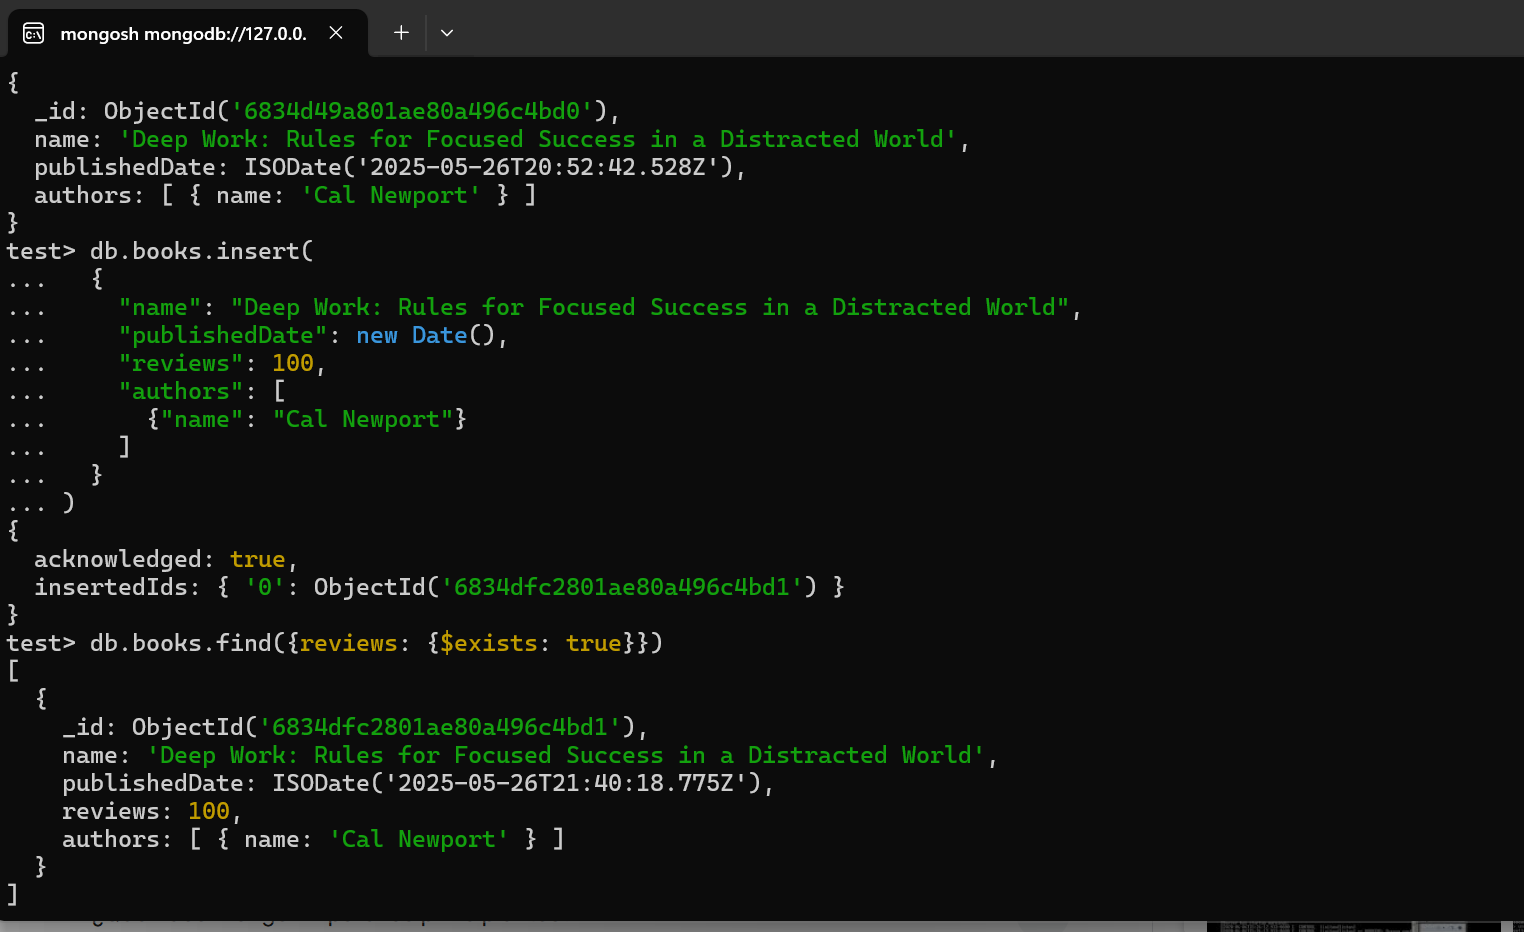 mongosh mongodb://127.0.0.
{
  _id: ObjectId('6834d49a801ae80a496c4bd0'),
  name: 'Deep Work: Rules for Focused Success in a Distracted World',
  publishedDate: ISODate('2025-05-26T20:52:42.528Z'),
  authors: [ { name: 'Cal Newport' } ]
}
test> db.books.insert(
...   {
...     "name": "Deep Work: Rules for Focused Success in a Distracted World",
...     "publishedDate": new Date(),
...     "reviews": 100,
...     "authors": [
...       {"name": "Cal Newport"}
...     ]
...   }
... )
{
  acknowledged: true,
  insertedIds: { '0': ObjectId('6834dfc2801ae80a496c4bd1') }
}
test> db.books.find({reviews: {$exists: true}})
[
  {
    _id: ObjectId('6834dfc2801ae80a496c4bd1'),
    name: 'Deep Work: Rules for Focused Success in a Distracted World',
    publishedDate: ISODate('2025-05-26T21:40:18.775Z'),
    reviews: 100,
    authors: [ { name: 'Cal Newport' } ]
  }
]